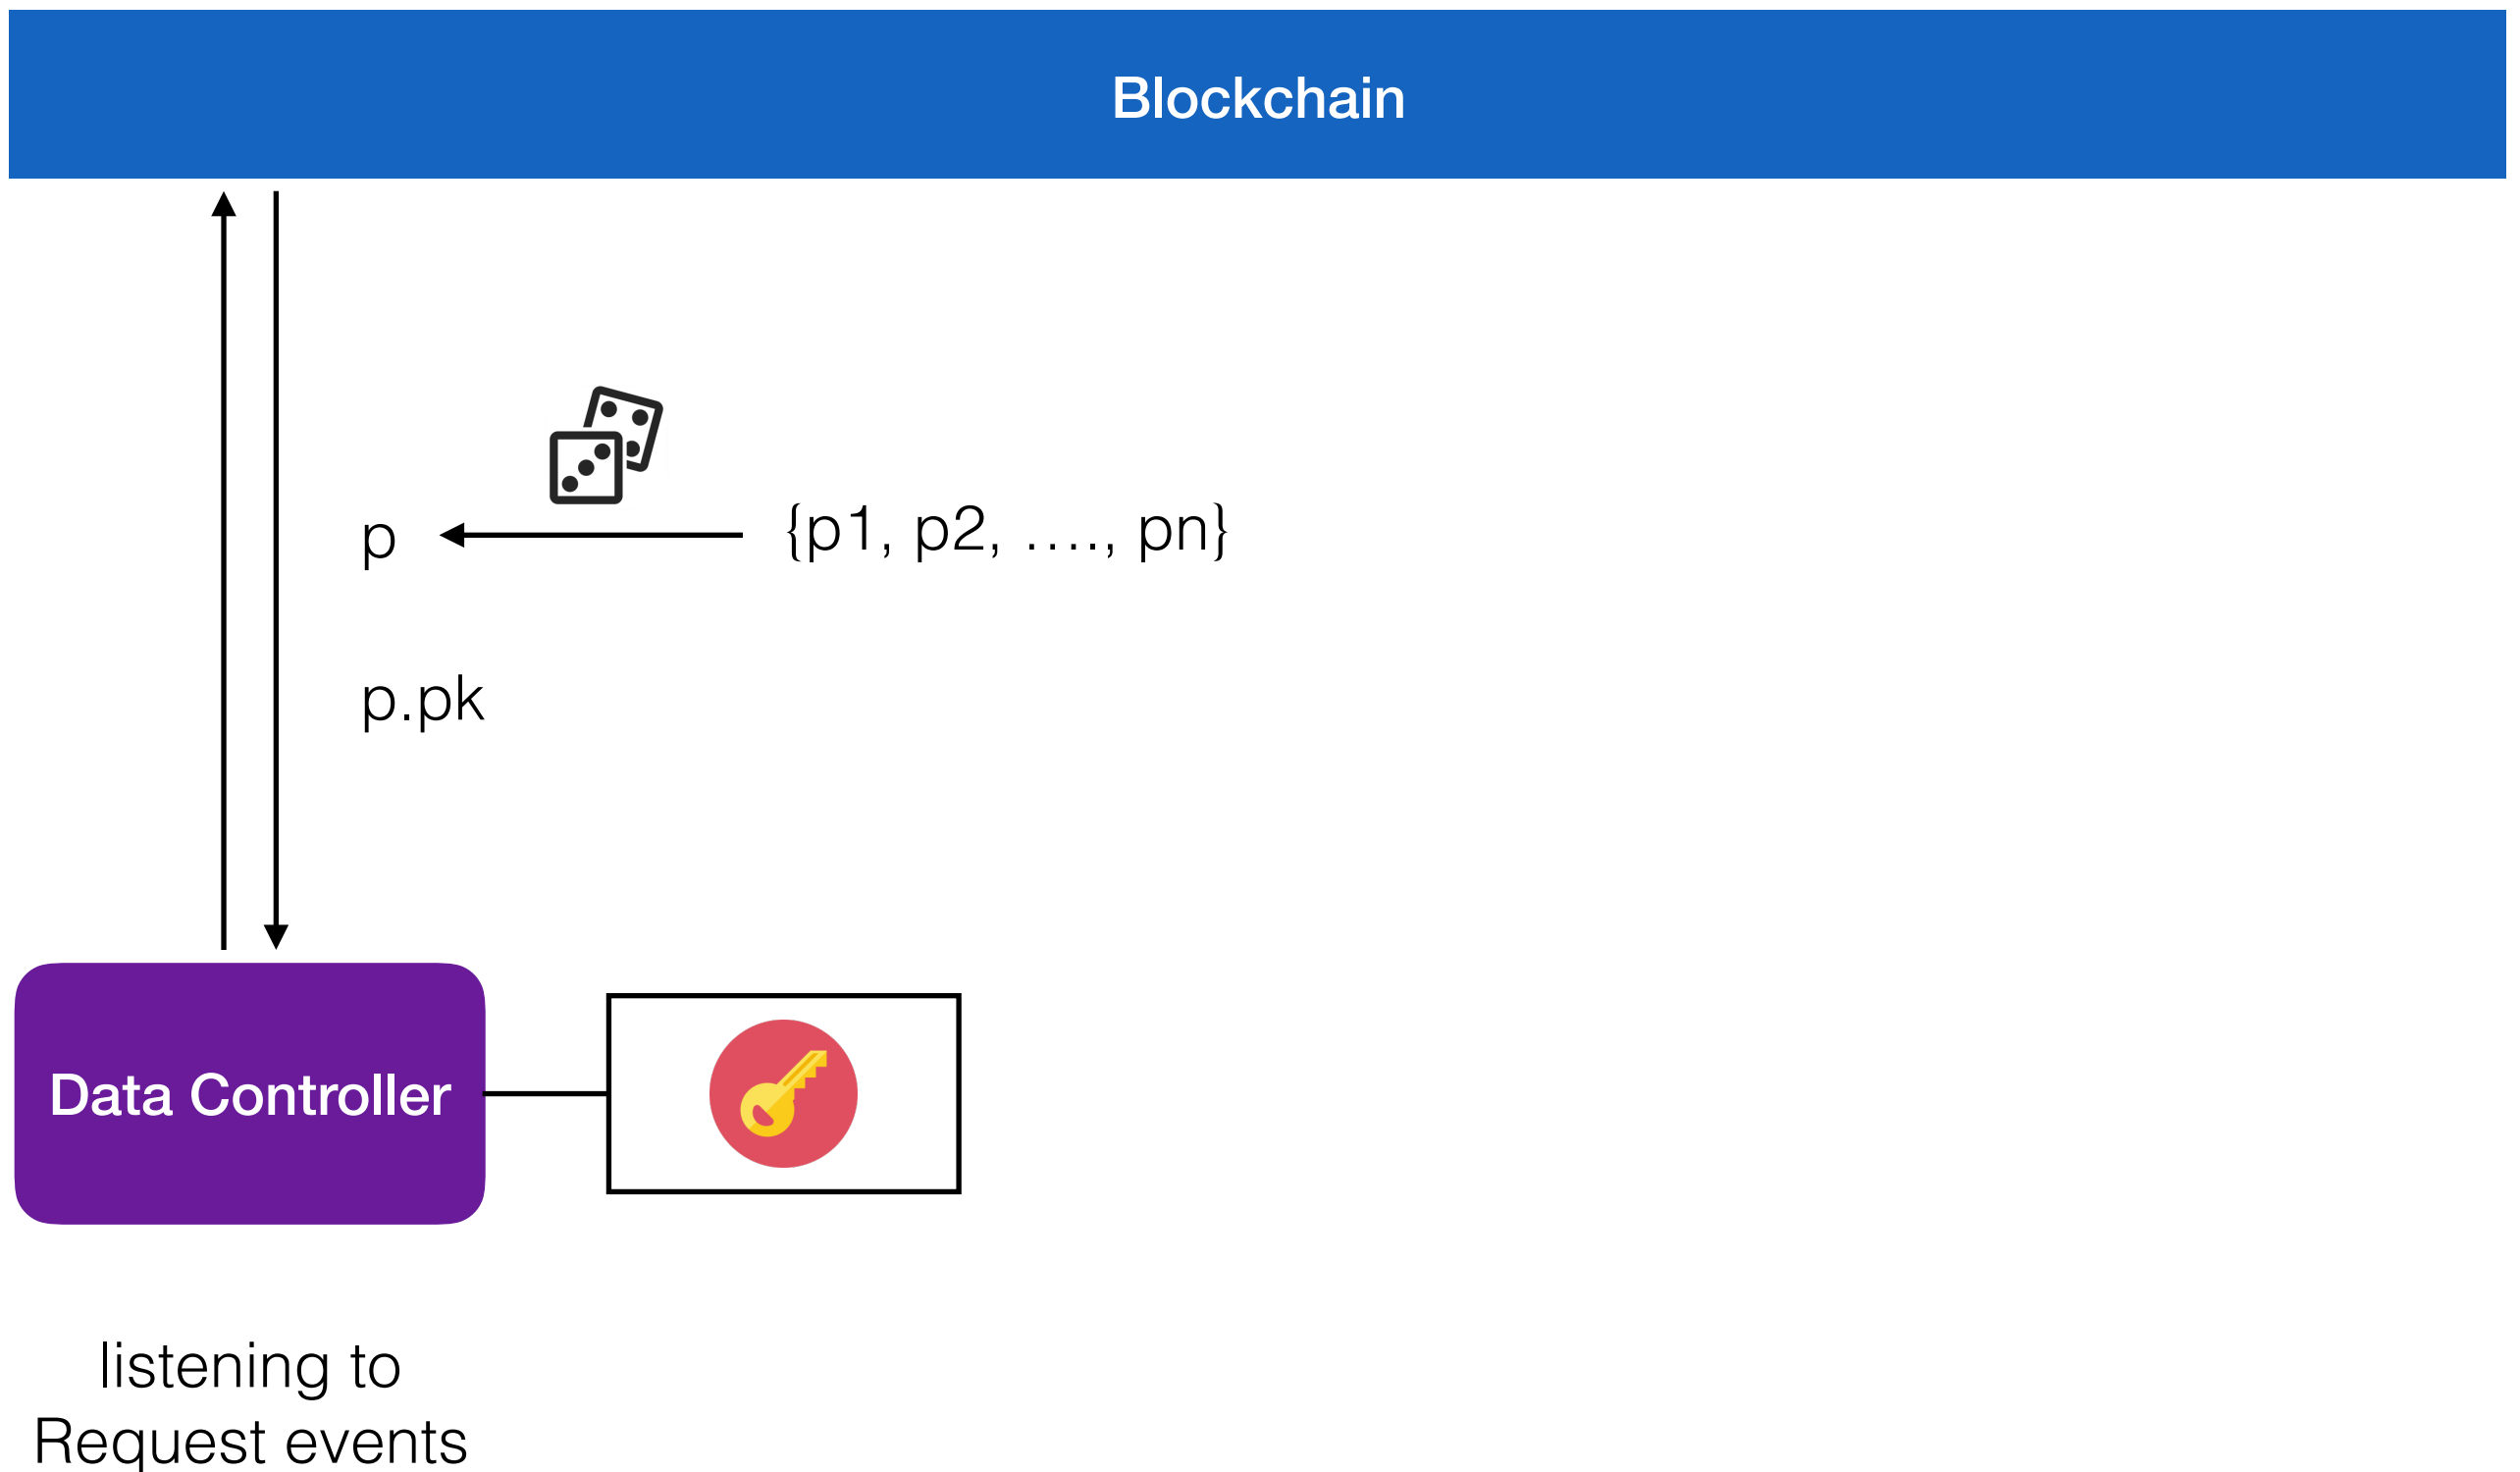 Blockchain
p
{p1, p2, …., pn}
p.pk
Data Controller
listening to
Request events